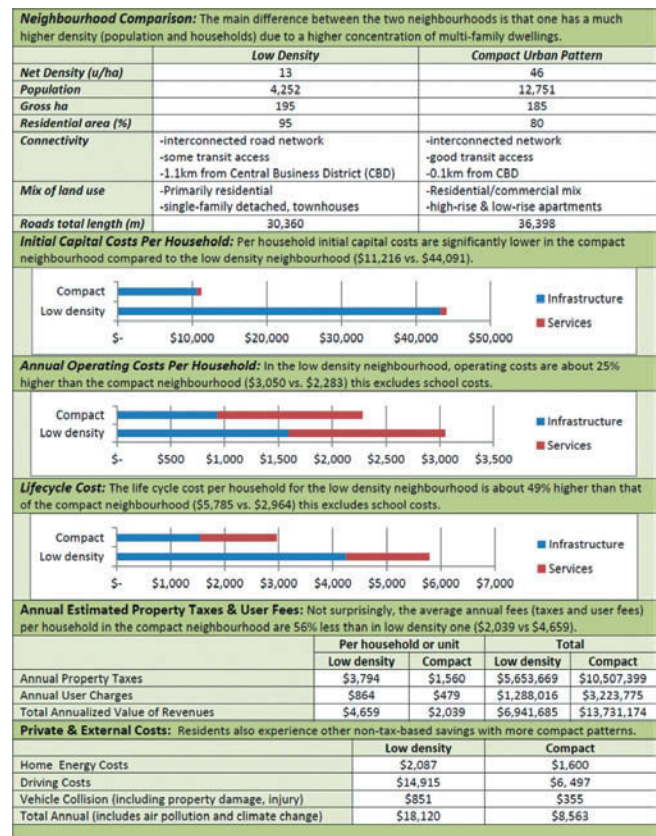 Neighbourhood Comparison: The main difference between the two neighbourhoods is that one has a much
higher density (population and households) due to a higher concentration of multi-family dwellings.
Low Density Compact Urban Pattern
Net Density (u/ha) 13 46
Population 4,252 12,751
Gross ha 195 185
Residential area (%) 95 80
Connectivity -interconnected road network -interconnected network
-some transit access -good transit access
-1.1km from Central Business District (CBD) -0.1km from CBD
Mix of land use -Primarily residential -Residential/commercial mix
-single-family detached, townhouses -high-rise & low-rise apartments
Roads total length (m) 30,360 36,398
Initial Capital Costs Per Household: Per household initial capital costs are significantly lower in the compact
neighbourhood compared to the low density neighbourhood ($11,216 vs. $44,091).
Compact
Low density
Infrastructure
Services
$- $10,000 $20,000 $30,000 $40,000 $50,000
Annual Operating Costs Per Household: In the low density neighbourhood, operating costs are about 25%
higher than the compact neighbourhood ($3,050 vs. $2,283) this excludes school costs.
Compact
Low density
Infrastructure
Services
$- $500 $1,000 $1,500 $2,000 $2,500 $3,000 $3,500
Lifecycle Cost: The life cycle cost per household for the low density neighbourhood is about 49% higher than that
of the compact neighbourhood ($5,785 vs. $2,964) this excludes school costs.
Compact
Low density
Infrastructure
Services
$- $1,000 $2,000 $3,000 $4,000 $5,000 $6,000 $7,000
Annual Estimated Property Taxes & User Fees: Not surprisingly, the average annual fees (taxes and user fees)
per household in the compact neighbourhood are 56% less than in low density one ($2,039 vs $4,659).
Per household or unit Total
Low density Compact Low density Compact
Annual Property Taxes $3,794 $1,560 $5,653,669 $10,507,399
Annual User Charges $864 $479 $1,288,016 $3,223,775
Total Annualized Value of Revenues $4,659 $2,039 $6,941,685 $13,731,174
Private & External Costs: Residents also experience other non-tax-based savings with more compact patterns.
Low density Compact
Home Energy Costs $2,087 $1,600
Driving Costs $14,915 $6, 497
Vehicle Collision (including property damage, injury) $851 $355
Total Annual (includes air pollution and climate change) $18,120 $8,563